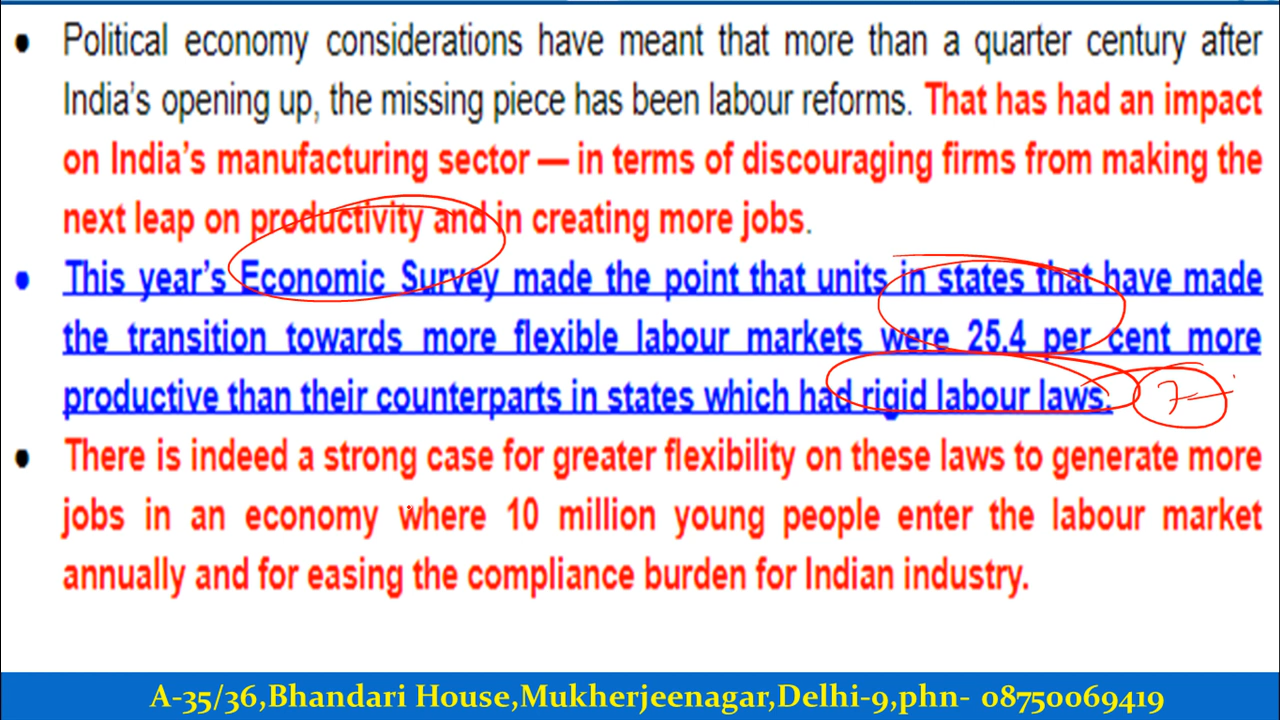 • Political economy considerations have meant that more than a quarter century after
India's opening up, the missing piece has been labour reforms. That has had an impact
on India's manufacturing sector — in terms of discouraging firms from making the
next leap on productivity and in creating more jobs.
• This year's Economic Survey made the point that units in states that have made
the transition towards more flexible labour markets were 25.4 per cent more
productive than their counterparts in states which had rigid labour laws.
• There is indeed a strong case for greater flexibility on these laws to generate more
jobs in an economy where 10 million young people enter the labour market
annually and for easing the compliance burden for Indian industry.
A-35/36,Bhandari House,Mukherjeenagar,Delhi-9,phn- 08750069419